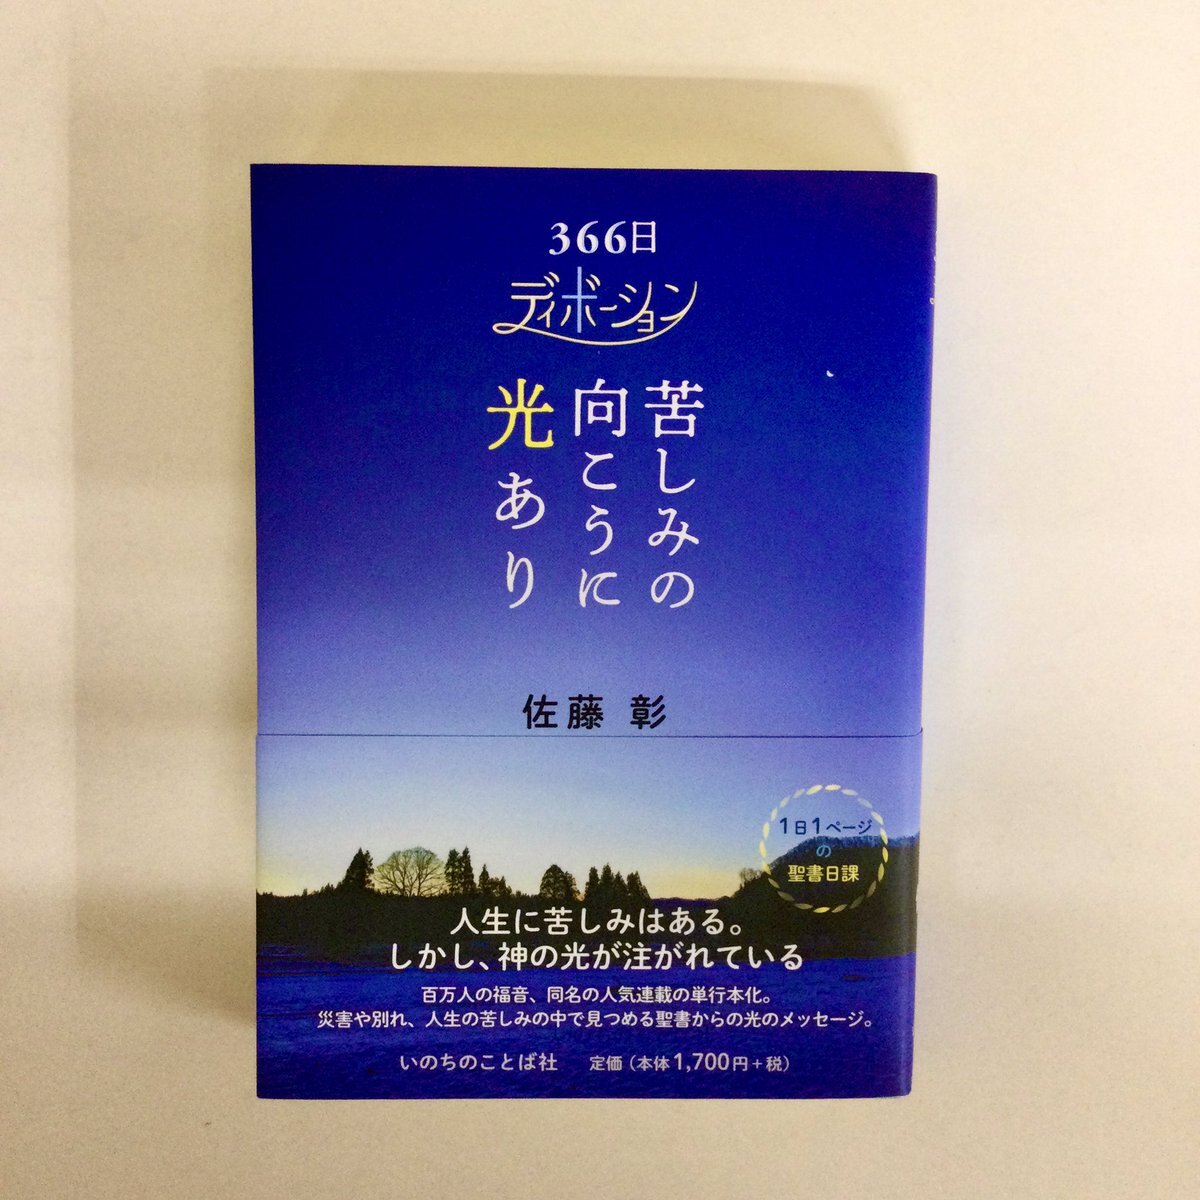 366日
ディボーション
苦しみの
向こうに
光あり
佐藤 彰
1日1ページ
の
聖書日課
人生に苦しみはある。
しかし、神の光が注がれている
百万人の福音、同名の人気連載の単行本化。
災害や別れ、人生の苦しみの中で見つめる聖書からの光のメッセージ。
いのちのことば社 定価(本体1,700円+税)